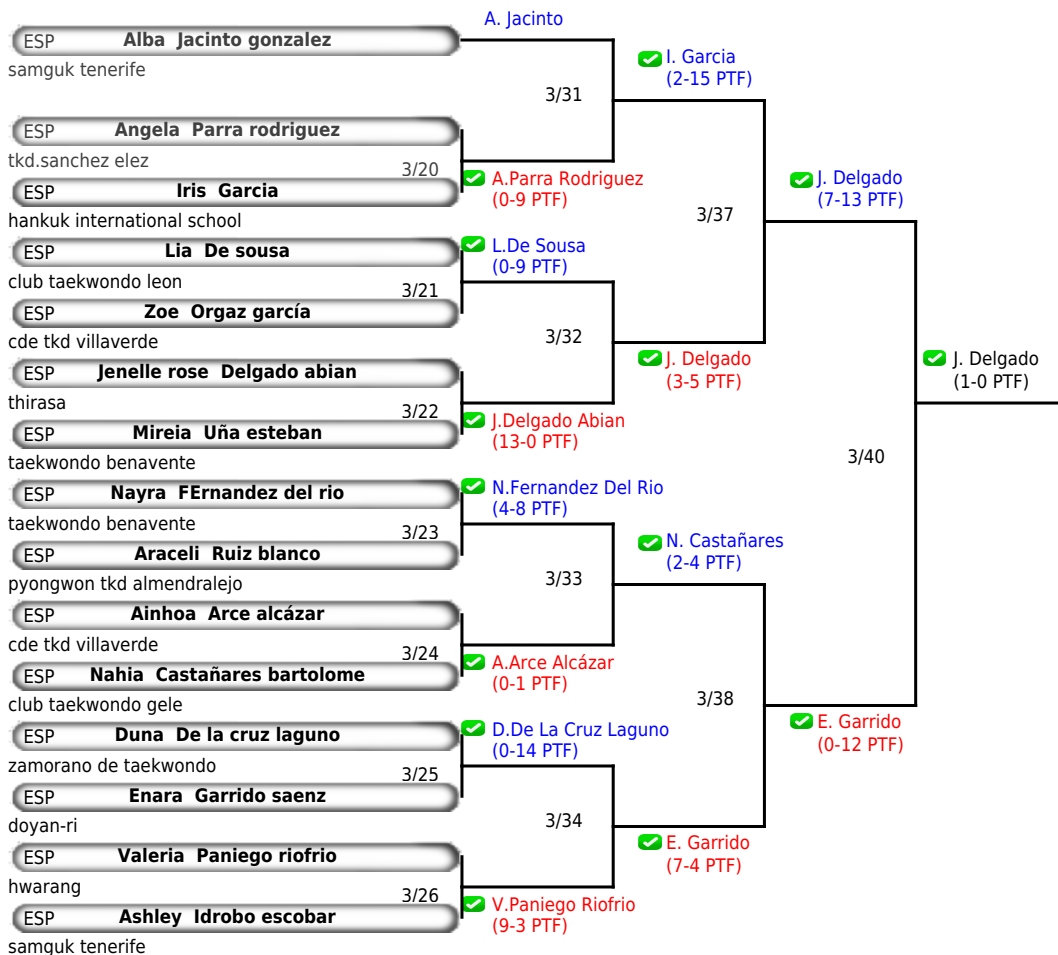 A. Jacinto
ESP Alba Jacinto gonzalez
samguk tenerife
I. Garcia
(2-15 PTF)
3/31
ESP Angela Parra rodriguez
tkd.sanchez elez
3/20
ESP Iris Garcia
hankuk international school
A.Parra Rodriguez
(0-9 PTF)
J. Delgado
(7-13 PTF)
3/37
ESP Lia De sousa
club taekwondo leon
3/21
L.De Sousa
(0-9 PTF)
ESP Zoe Orgaz garcía
cde tkd villaverde
3/32
ESP Jenelle rose Delgado abian
thirasa
3/22
J. Delgado
(3-5 PTF)
J. Delgado
(1-0 PTF)
ESP Mireia Uña esteban
taekwondo benavente
J.Delgado Abian
(13-0 PTF)
3/40
ESP Nayra FErnandez del rio
taekwondo benavente
3/23
N.Fernandez Del Rio
(4-8 PTF)
ESP Araceli Ruiz blanco
pyongwon tkd almendralejo
N. Castañares
(2-4 PTF)
3/33
ESP Ainhoa Arce alcázar
cde tkd villaverde
3/24
ESP Nahia Castañares bartolome
club taekwondo gele
A.Arce Alcázar
(0-1 PTF)
3/38
ESP Duna De la cruz laguno
zamorano de taekwondo
3/25
D.De La Cruz Laguno
(0-14 PTF)
E. Garrido
(0-12 PTF)
ESP Enara Garrido saenz
doyan-ri
3/34
ESP Valeria Paniego riofrio
hwarang
3/26
E. Garrido
(7-4 PTF)
ESP Ashley Idrobo escobar
samguk tenerife
V.Paniego Riofrio
(9-3 PTF)